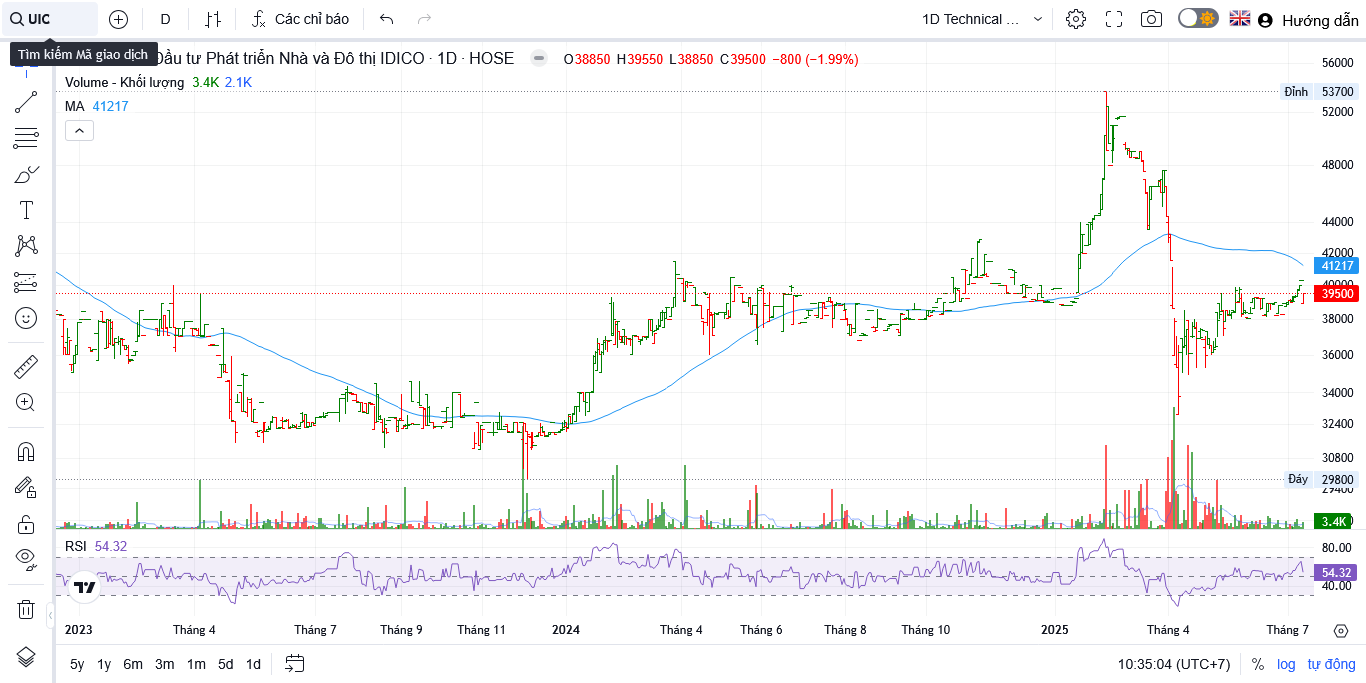 UIC D Các chỉ báo 1D Technical ... Hướng dẫn
Tìm kiếm Mã giao dịch
Đầu tư Phát triển Nhà và Đô thị IDICO · 1D · HOSE O38850 H39550 L38850 C39500 −800 (−1.99%)
Volume - Khối lượng 3.4K 2.1K
MA 41217
56000
Đỉnh 53700
52000
48000
44000
42000
41217
40000
39500
38000
36000
34000
32400
30800
Đáy 29800
29400
3.4K
RSI 54.32
80.00
54.32
40.00
2023 Tháng 4 Tháng 7 Tháng 9 Tháng 11 2024 Tháng 4 Tháng 6 Tháng 8 Tháng 10 2025 Tháng 4 Tháng 7
5y 1y 6m 3m 1m 5d 1d 10:35:04 (UTC+7) % log tự động